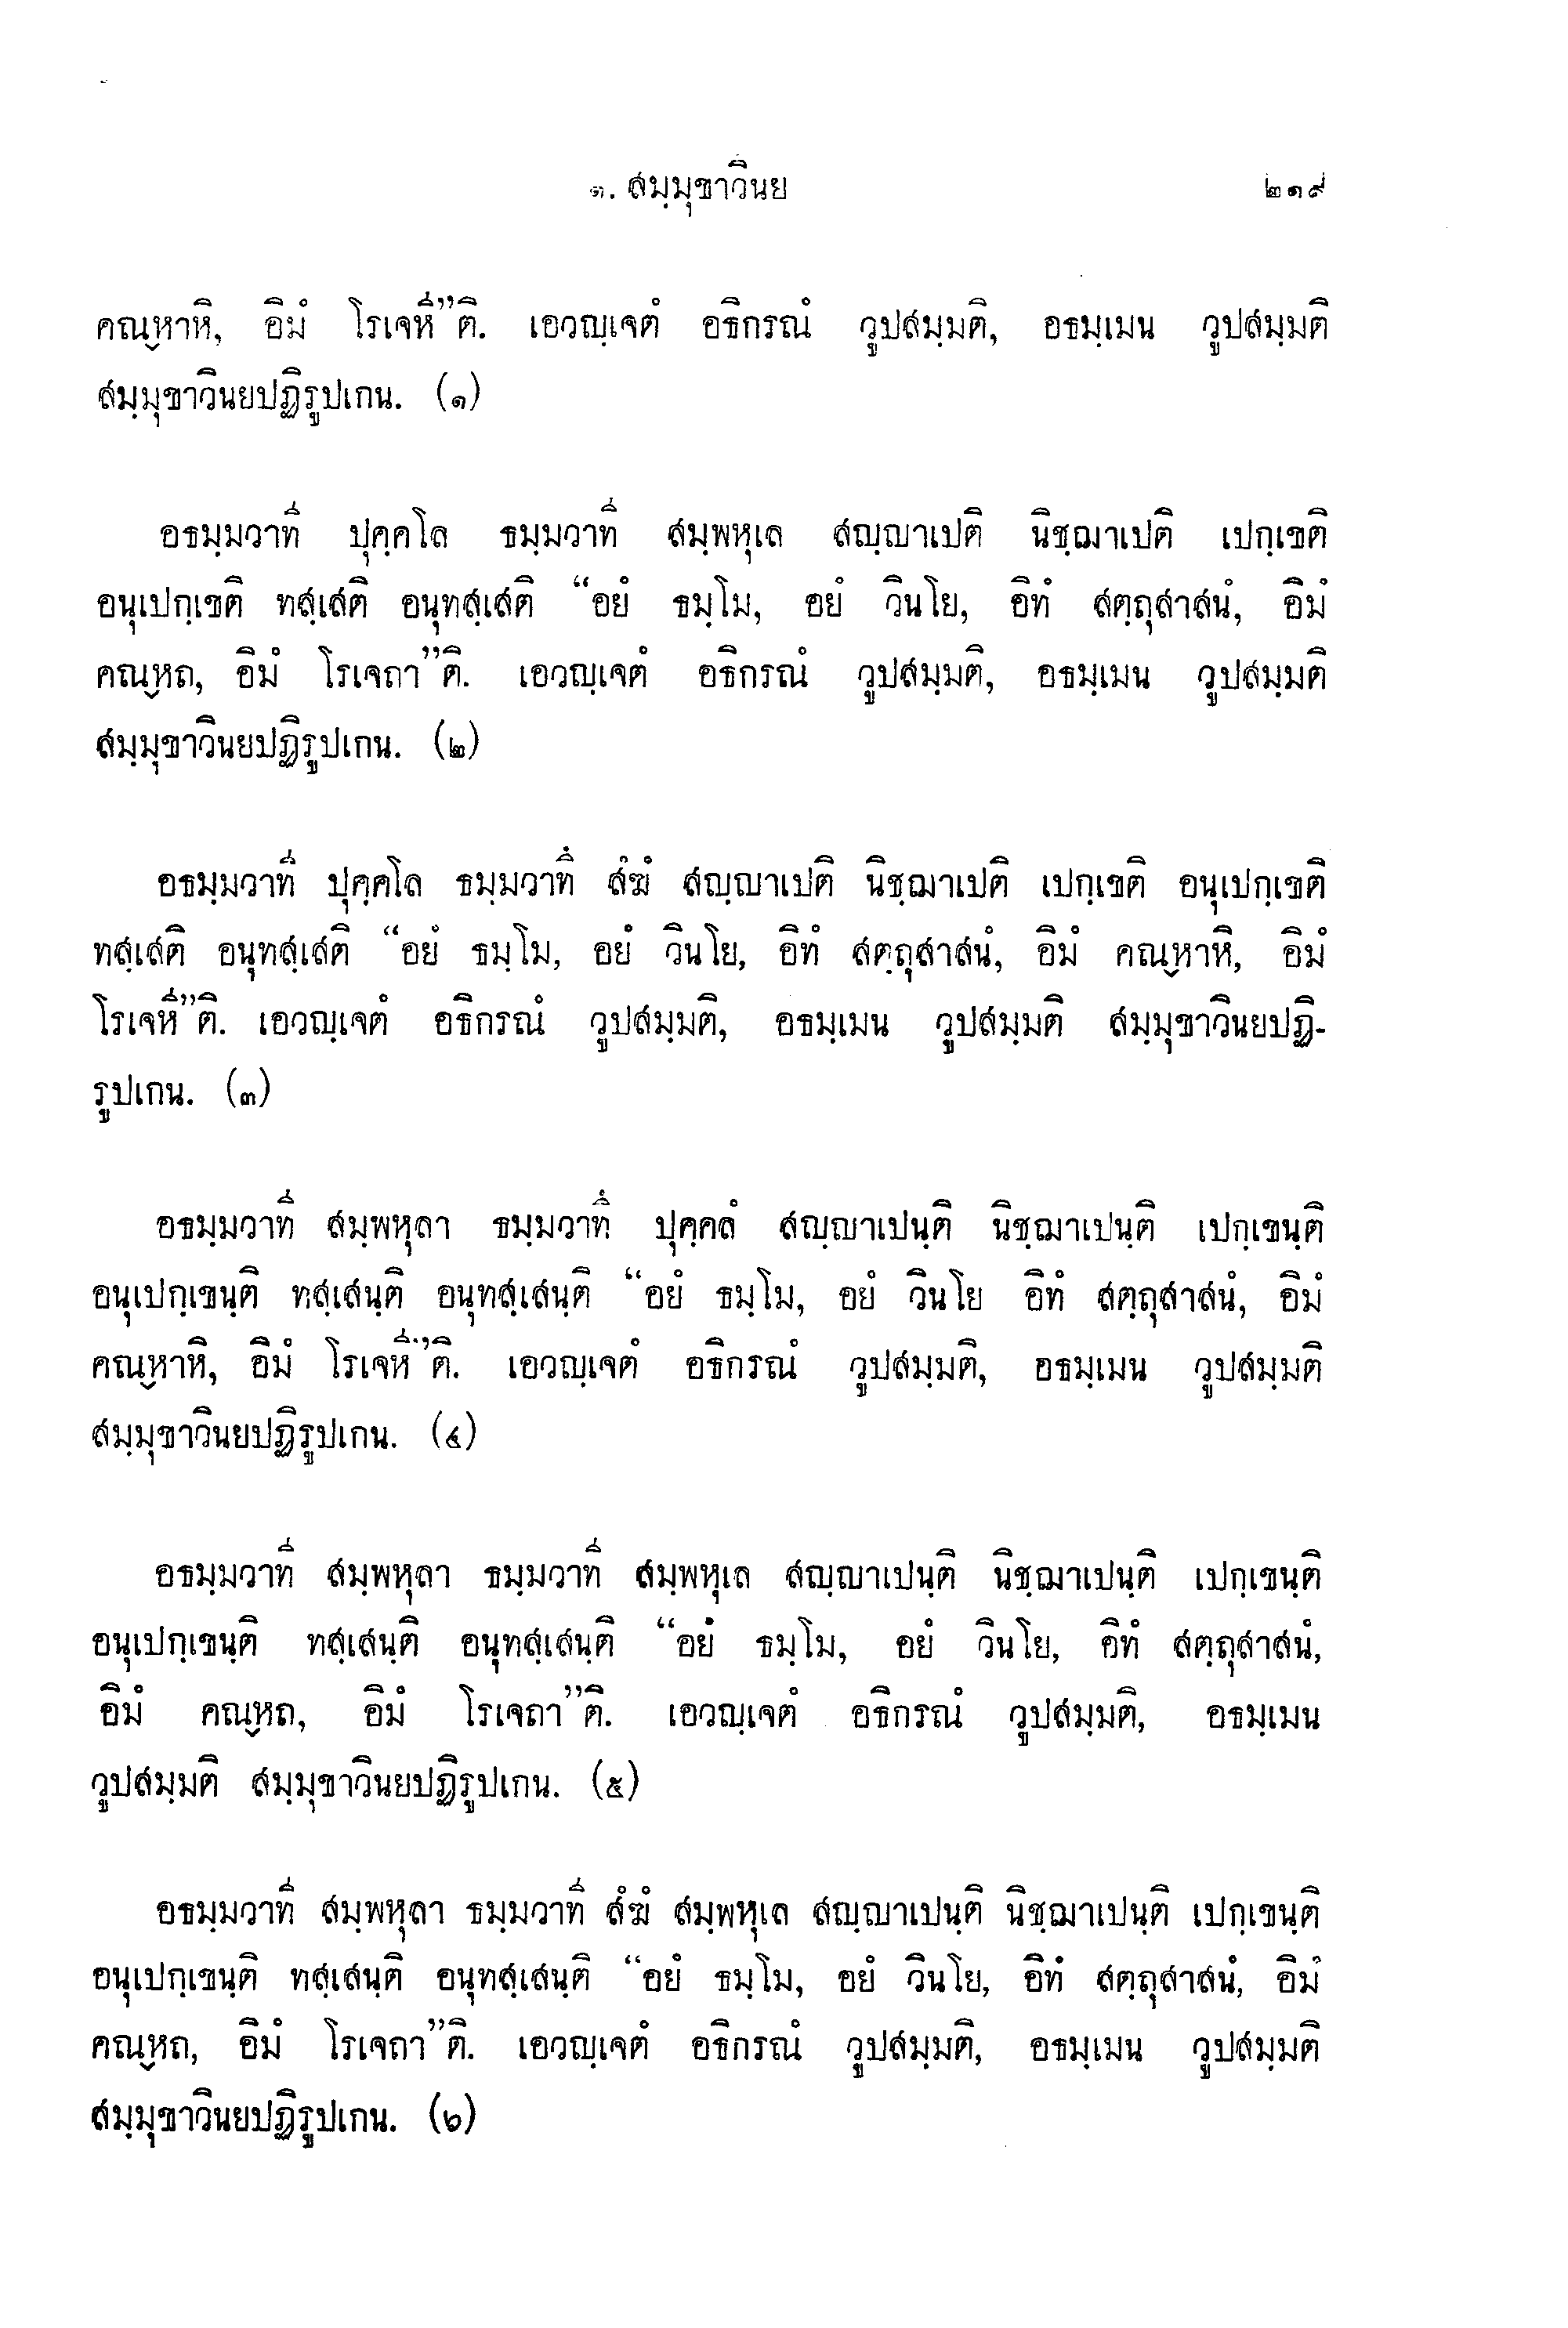 ๑. สมฺมุขาวินย ๒๑๙
คณฺหาหิ, อิมํ โรเจหี”ติ. เอวญฺเจตํ อธิกรณํ วูปสมฺมติ, อธมฺเมน วูปสมฺมติ
สมฺมุขาวินยปฏิรูปเกน. (๑)
อธมฺมวาที ปุคฺคโล ธมฺมวาที สมฺพหุเล สญฺญาเปติ นิชฺฌาเปติ เปกฺเขติ
อนุเปกฺเขติ ทสฺเสติ อนุทสฺเสติ “อยํ ธมฺโม, อยํ วินโย, อิทํ สตฺถุสาสนํ, อิมํ
คณฺหถ, อิมํ โรเจถา”ติ. เอวญฺเจตํ อธิกรณํ วูปสมฺมติ, อธมฺเมน วูปสมฺมติ
สมฺมุขาวินยปฏิรูปเกน. (๒)
อธมฺมวาที ปุคฺคโล ธมฺมวาทึ สํฆํ สญฺญาเปติ นิชฺฌาเปติ เปกฺเขติ อนุเปกฺเขติ
ทสฺเสติ อนุทสฺเสติ “อยํ ธมฺโม, อยํ วินโย, อิทํ สตฺถุสาสนํ, อิมํ คณฺหาหิ, อิมํ
โรเจหี”ติ. เอวญฺเจตํ อธิกรณํ วูปสมฺมติ, อธมฺเมน วูปสมฺมติ สมฺมุขาวินยปฏิ-
รูปเกน. (๓)
อธมฺมวาที สมฺพหุลา ธมฺมวาทึ ปุคฺคลํ สญฺญาเปนฺติ นิชฺฌาเปนฺติ เปกฺเขนฺติ
อนุเปกฺเขนฺติ ทสฺเสนฺติ อนุทสฺเสนฺติ “อยํ ธมฺโม, อยํ วินโย อิทํ สตฺถุสาสนํ, อิมํ
คณฺหาหิ, อิมํ โรเจหี”ติ. เอวญฺเจตํ อธิกรณํ วูปสมฺมติ, อธมฺเมน วูปสมฺมติ
สมฺมุขาวินยปฏิรูปเกน. (๔)
อธมฺมวาที สมฺพหุลา ธมฺมวาที สมฺพหุเล สญฺญาเปนฺติ นิชฺฌาเปนฺติ เปกฺเขนฺติ
อนุเปกฺเขนฺติ ทสฺเสนฺติ อนุทสฺเสนฺติ “อยํ ธมฺโม, อยํ วินโย, อิทํ สตฺถุสาสนํ,
อิมํ คณฺหถ, อิมํ โรเจถา”ติ. เอวญฺเจตํ อธิกรณํ วูปสมฺมติ, อธมฺเมน
วูปสมฺมติ สมฺมุขาวินยปฏิรูปเกน. (๕)
อธมฺมวาที สมฺพหุลา ธมฺมวาที สํฆํ สมฺพหุเล สญฺญาเปนฺติ นิชฺฌาเปนฺติ เปกฺเขนฺติ
อนุเปกฺเขนฺติ ทสฺเสนฺติ อนุทสฺเสนฺติ “อยํ ธมฺโม, อยํ วินโย, อิทํ สตฺถุสาสนํ, อิมํ
คณฺหถ, อิมํ โรเจถา”ติ. เอวญฺเจตํ อธิกรณํ วูปสมฺมติ, อธมฺเมน วูปสมฺมติ
สมฺมุขาวินยปฏิรูปเกน. (๖)